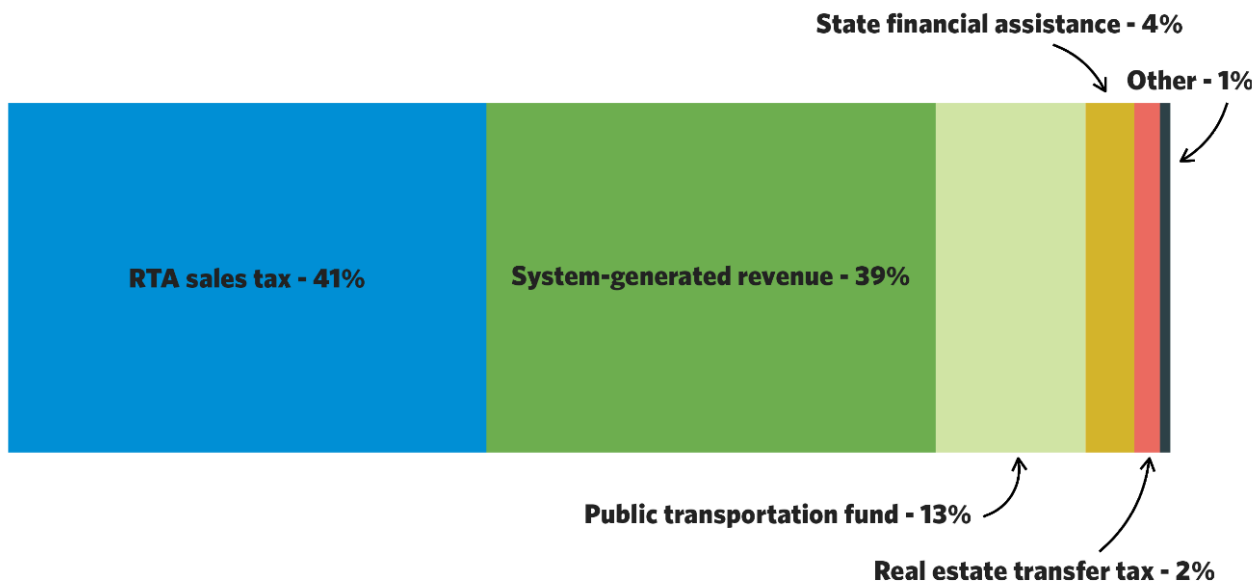 State financial assistance - 4%
Other - 1%
RTA sales tax - 41%
System-generated revenue - 39%
Public transportation fund - 13%
Real estate transfer tax - 2%